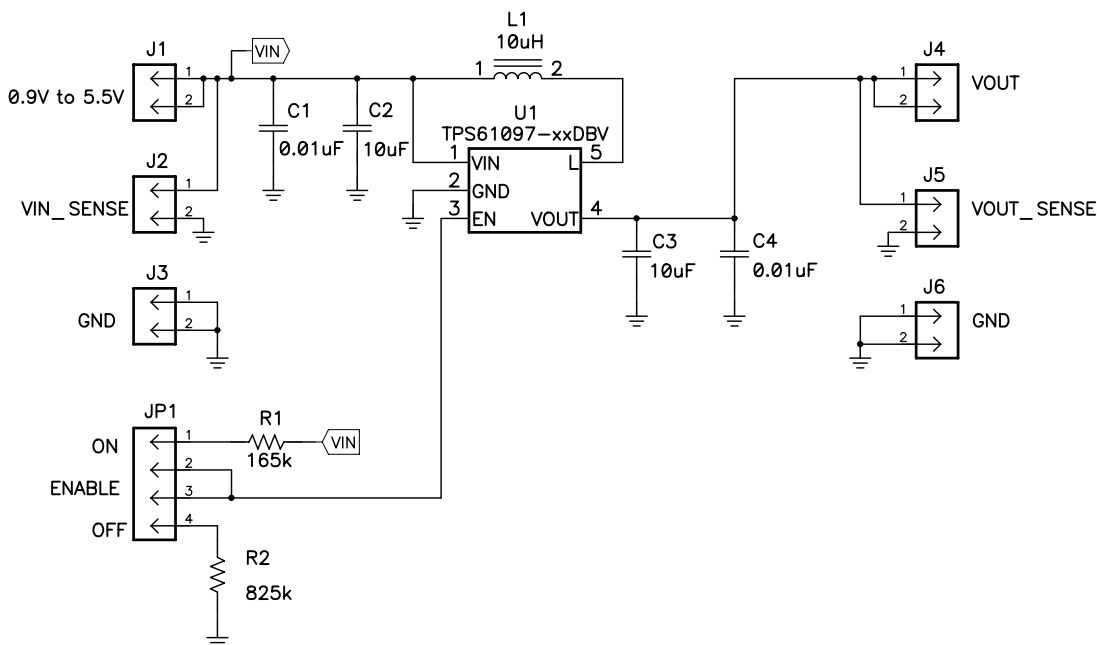 L1
10uH
1 2
J1
VIN
0.9V to 5.5V
1
2
C1
0.01uF
C2
10uF
U1
TPS61097-xxDBV
1 VIN
2 GND
3 EN
L 5
VOUT 4
J4
1
2
VOUT
J2
VIN_SENSE
1
2
J5
1
2
VOUT_SENSE
C3
10uF
C4
0.01uF
J3
GND
1
2
J6
1
2
GND
JP1
ON
1
2
ENABLE
3
OFF
4
R1
165k
VIN
R2
825k